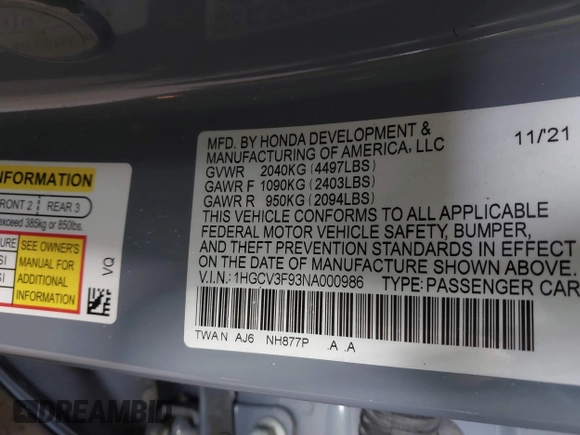 MFD. BY HONDA DEVELOPMENT & 11/'21
MANUFACTURING OF AMERICA, LLC
GVWR 2040KG (4497LBS)
GAWR F 1090KG (2403LBS)
GAWR R 950KG (2094LBS)
THIS VEHICLE CONFORMS TO ALL APPLICABLE
FEDERAL MOTOR VEHICLE SAFETY, BUMPER,
AND THEFT PREVENTION STANDARDS IN EFFECT
ON THE DATE OF MANUFACTURE SHOWN ABOVE.
V.I.N.: 1HGCV3F93NA000986 TYPE: PASSENGER CAR
TWA N AJ6 NH877P .A .A
INFORMATION
FRONT 2 REAR 3
exceed 385kg or 850lbs.
SEE OWNER'S
MANUAL FOR
ADDITIONAL
INFORMATION
VQ
DREAMBID